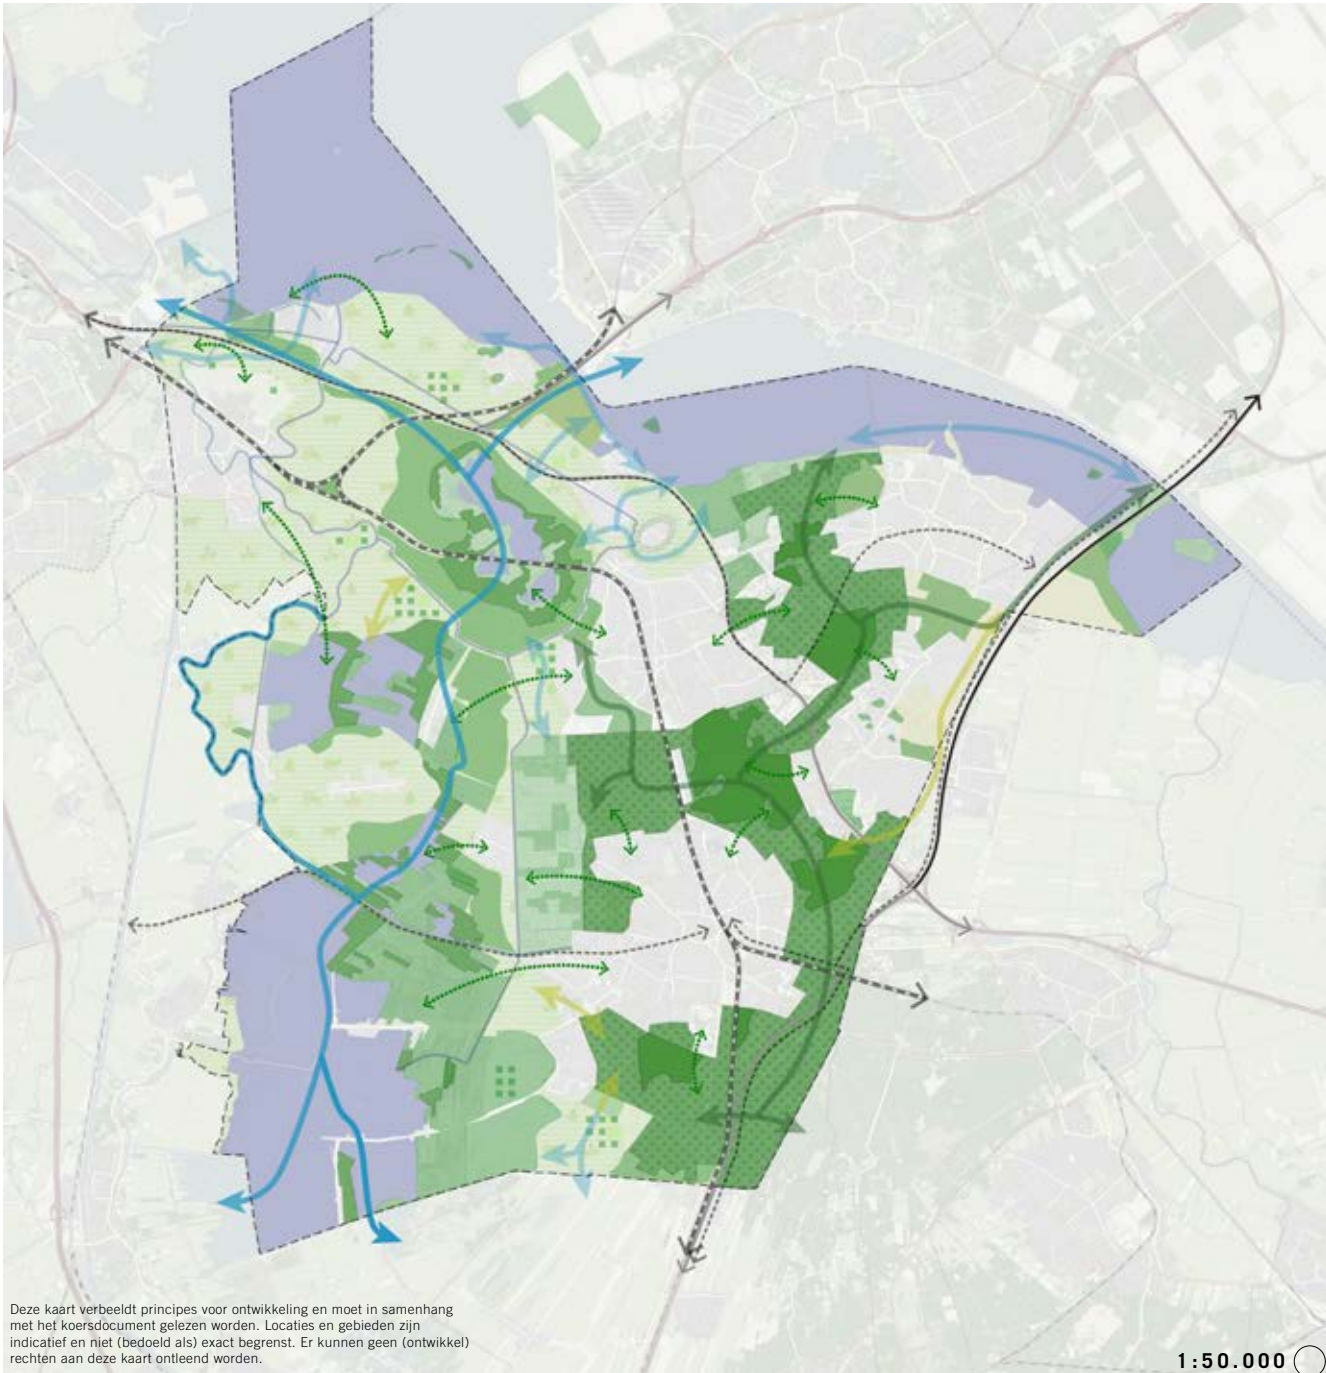 Deze kaart verbeeldt principes voor ontwikkeling en moet in samenhang
met het koersdocument gelezen worden. Locaties en gebieden zijn
indicatief en niet (bedoeld als) exact begrenst. Er kunnen geen (ontwikkel)
rechten aan deze kaart ontleend worden.
1:50.000